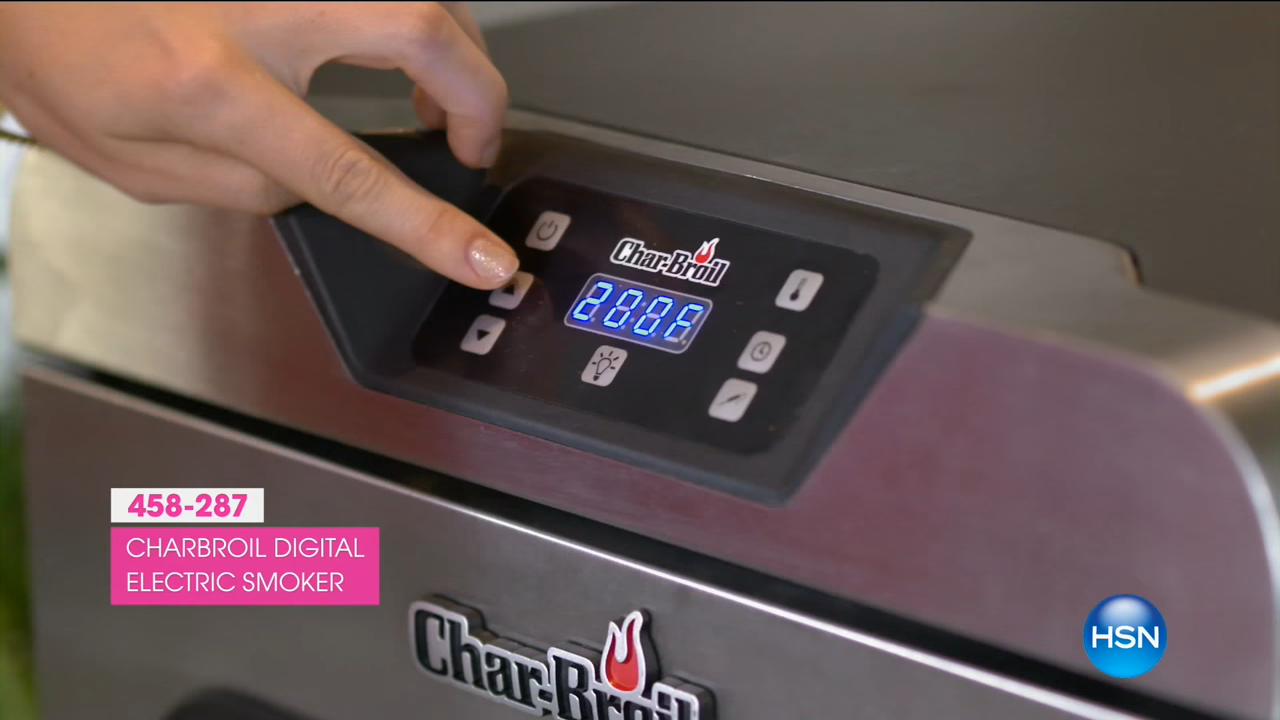 Char-Broil
200F
458-287
CHARBROIL DIGITAL
ELECTRIC SMOKER
Char-Broil
HSN